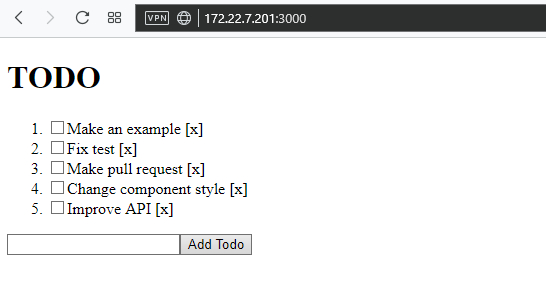 VPN 172.22.7.201:3000
TODO
1. Make an example [x]
2. Fix test [x]
3. Make pull request [x]
4. Change component style [x]
5. Improve API [x]
Add Todo